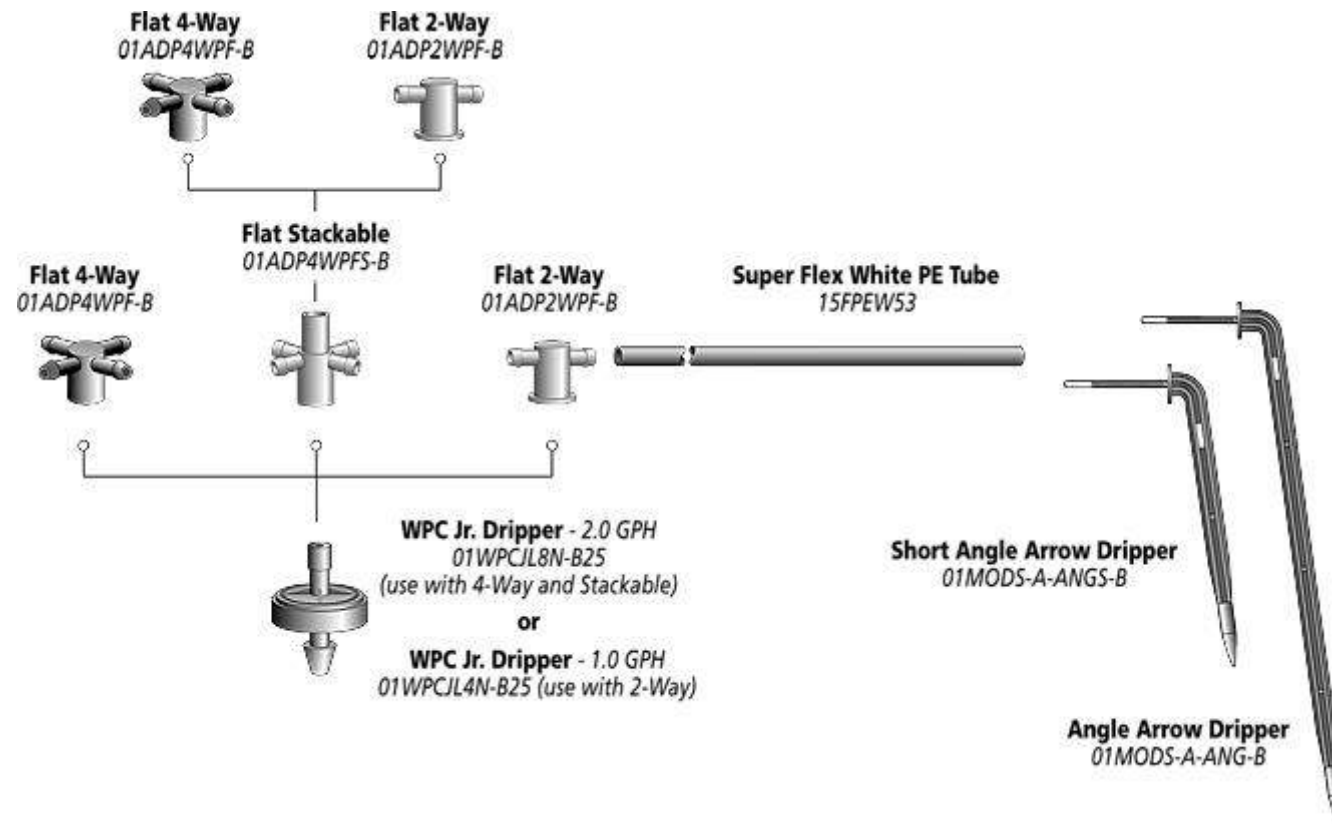 Flat 4-Way
01ADP4WPF-B
Flat 2-Way
01ADP2WPF-B
Flat Stackable
01ADP4WPFS-B
Flat 4-Way
01ADP4WPF-B
Flat 2-Way
01ADP2WPF-B
Super Flex White PE Tube
15FPEW53
WPC Jr. Dripper - 2.0 GPH
01WPCJL8N-B25
(use with 4-Way and Stackable)
or
WPC Jr. Dripper - 1.0 GPH
01WPCJL4N-B25 (use with 2-Way)
Short Angle Arrow Dripper
01MODS-A-ANGS-B
Angle Arrow Dripper
01MODS-A-ANG-B